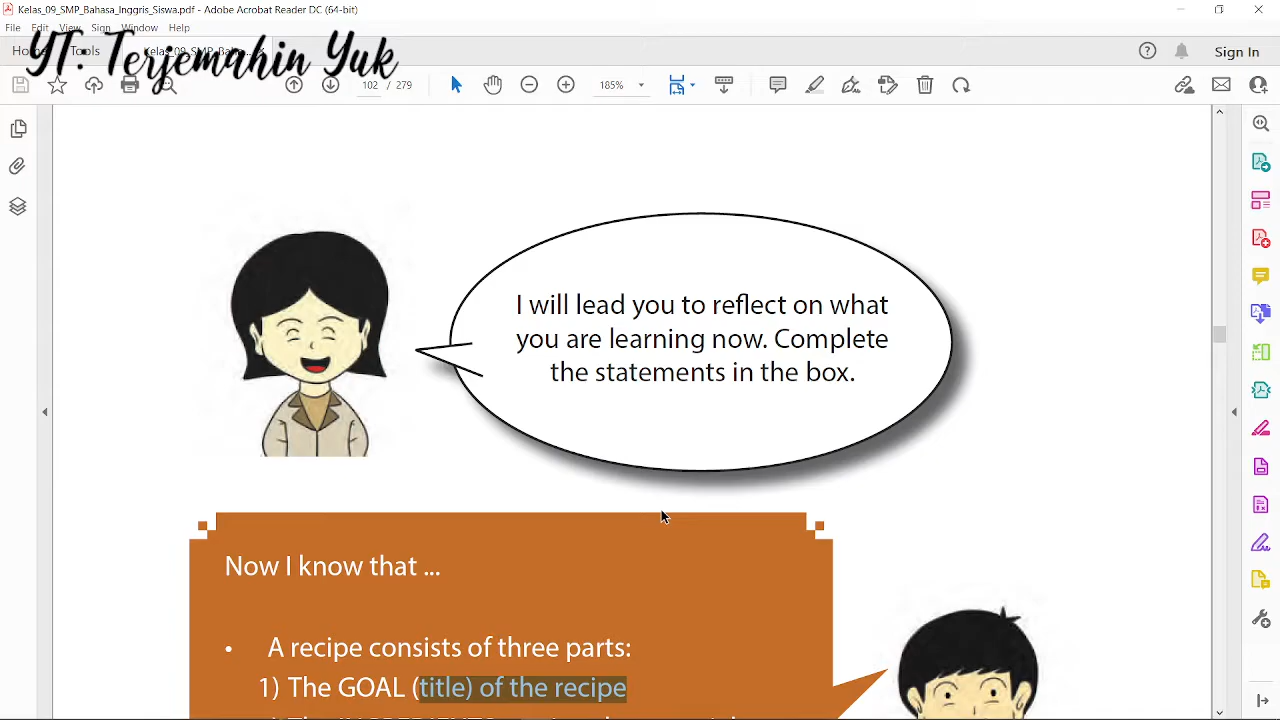 Kelas_09_SMP_Bahasa_Inggris_Siswa.pdf - Adobe Acrobat Reader DC (64-bit)
File Edit View Sign Window Help
YT: Terjemahin Yuk
Home Tools
Sign In
102 / 279
185%
I will lead you to reflect on what
you are learning now. Complete
the statements in the box.
Now I know that ...
• A recipe consists of three parts:
1) The GOAL (title) of the recipe